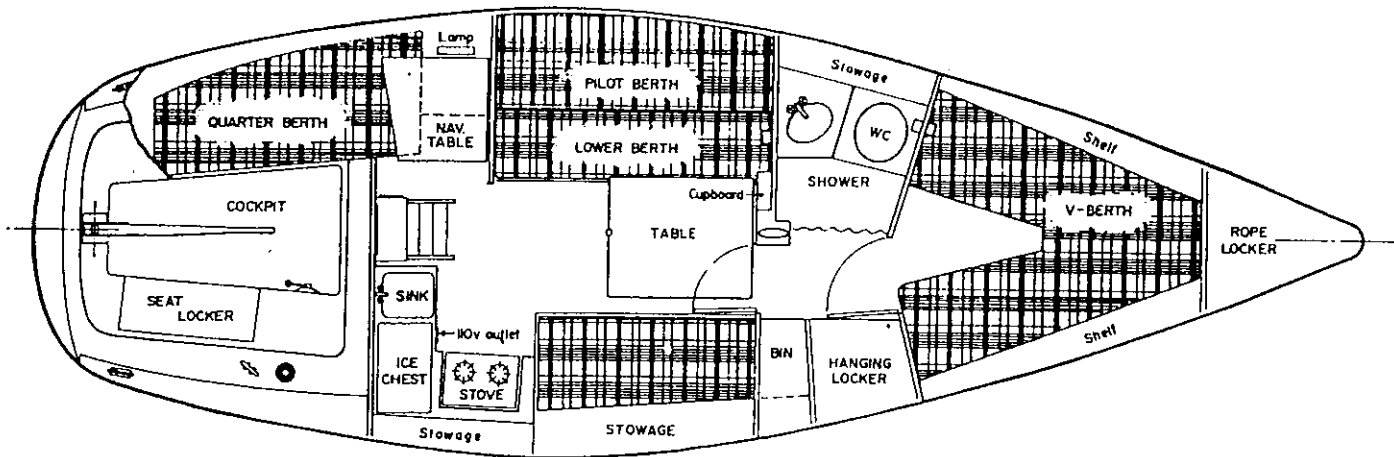 Lamp
PILOT BERTH
Stowage
QUARTER BERTH
NAV.
TABLE
LOWER BERTH
WC
Shelf
Cupboard
SHOWER
COCKPIT
TABLE
V-BERTH
ROPE
LOCKER
SEAT
LOCKER
SINK
110v outlet
ICE
CHEST
STOVE
BIN
HANGING
LOCKER
Shelf
Stowage
STOWAGE